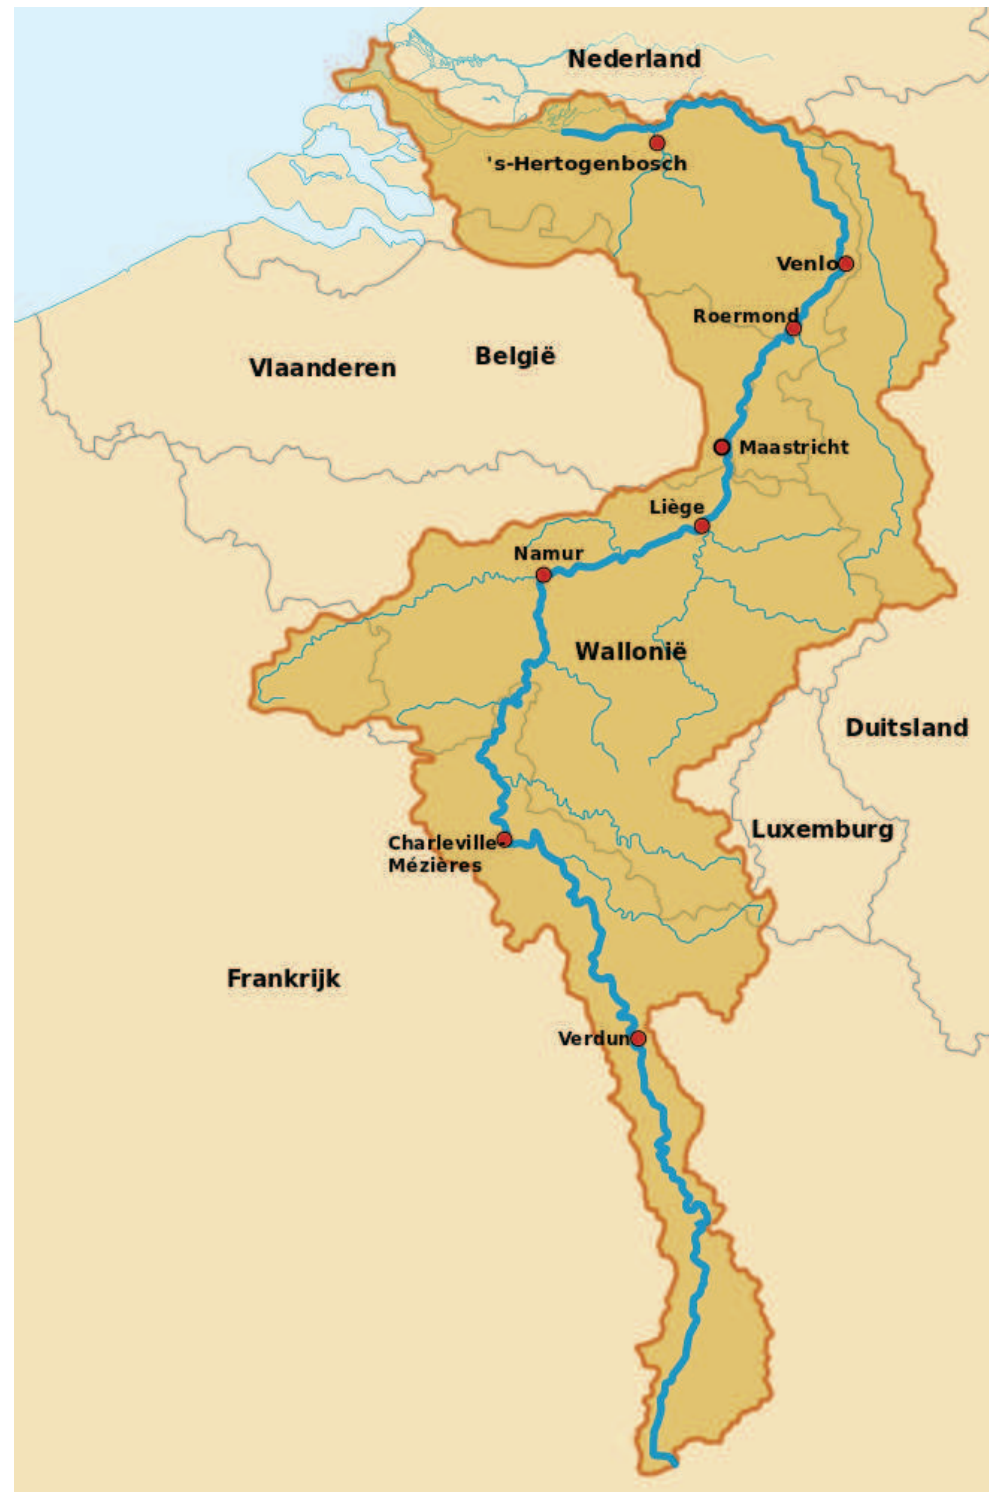 Nederland
's-Hertogenbosch
Venlo
Roermond
België
Vlaanderen
Maastricht
Liège
Namur
Wallonië
Duitsland
Luxemburg
Charleville-
Mézières
Frankrijk
Verdun